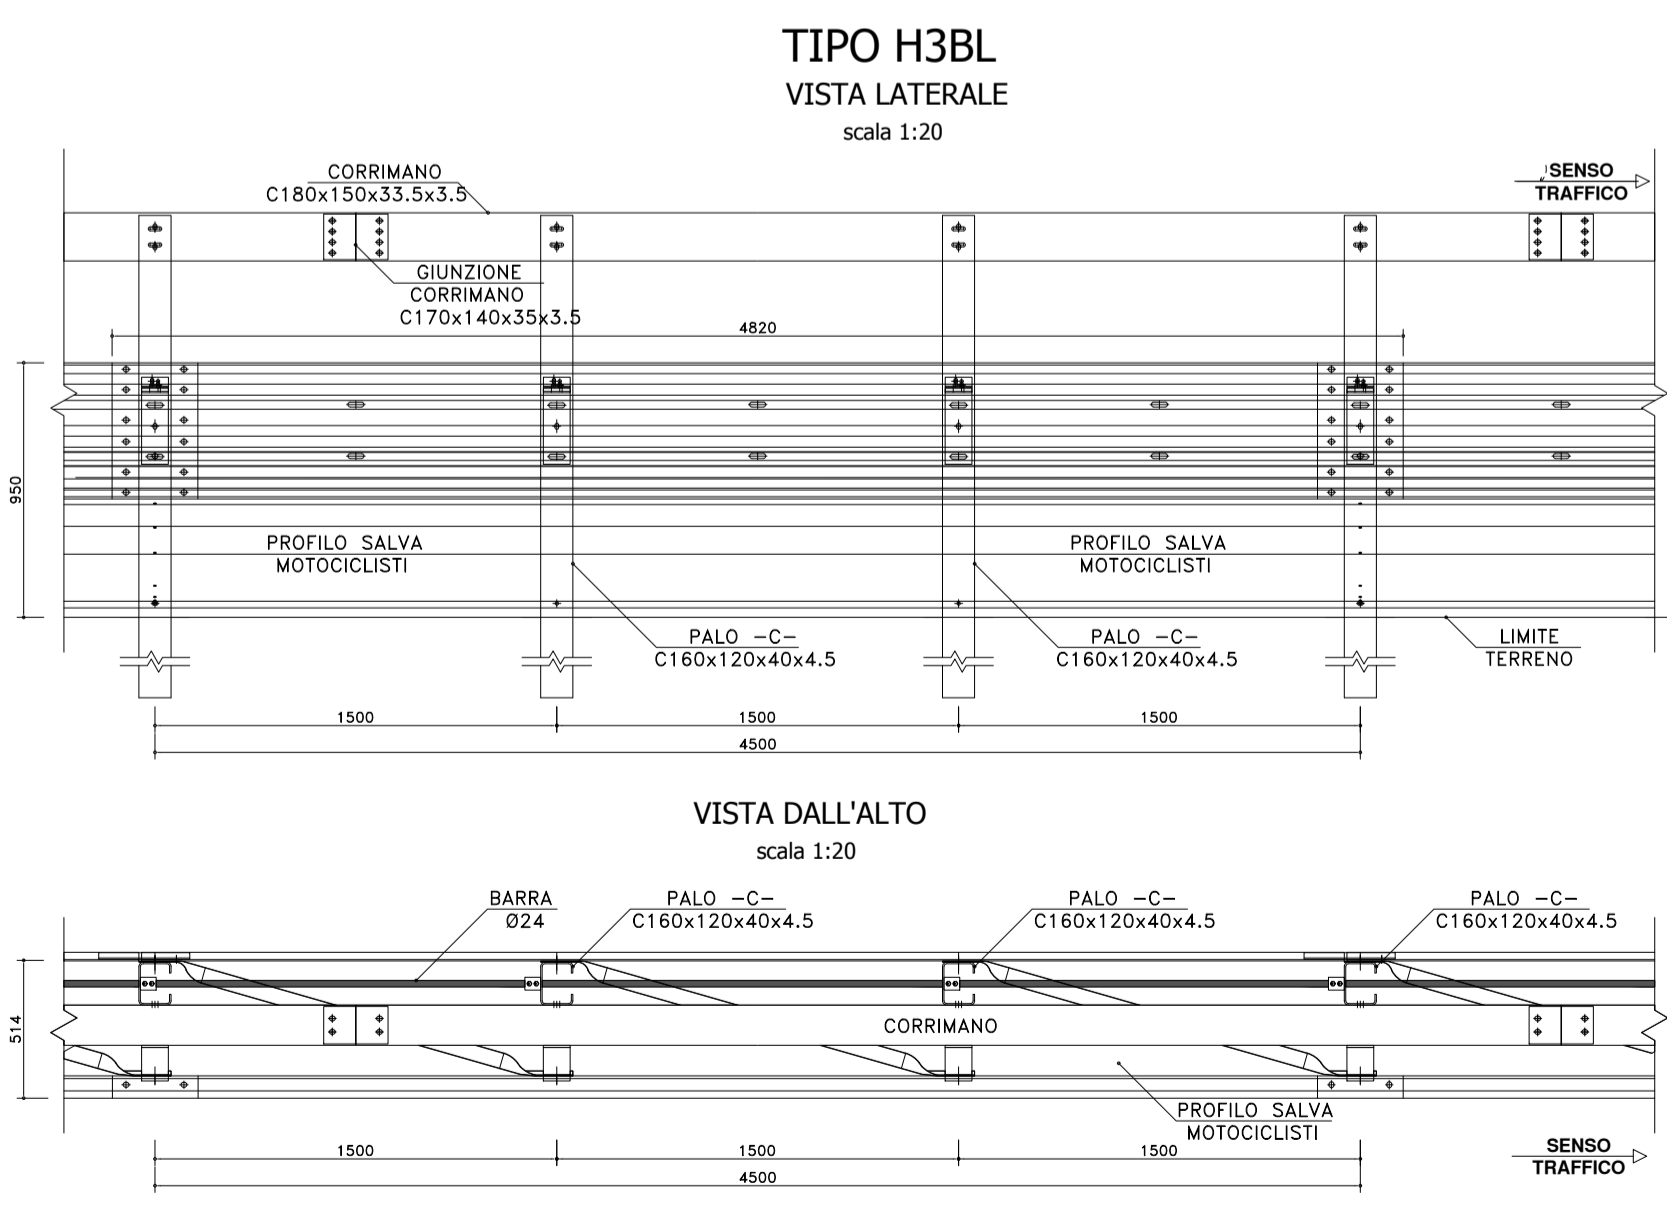 TIPO H3BL
VISTA LATERALE
scala 1:20
CORRIMANO
C180x150x33.5x3.5
SENSO
TRAFFICO
GIUNZIONE
CORRIMANO
C170x140x35x3.5
4820
950
PROFILO SALVA
MOTOCICLISTI
PROFILO SALVA
MOTOCICLISTI
PALO -C-
C160x120x40x4.5
PALO -C-
C160x120x40x4.5
LIMITE
TERRENO
1500
1500
1500
4500
VISTA DALL'ALTO
scala 1:20
BARRA
Ø24
PALO -C-
C160x120x40x4.5
PALO -C-
C160x120x40x4.5
PALO -C-
C160x120x40x4.5
514
CORRIMANO
PROFILO SALVA
MOTOCICLISTI
1500
1500
1500
4500
SENSO
TRAFFICO